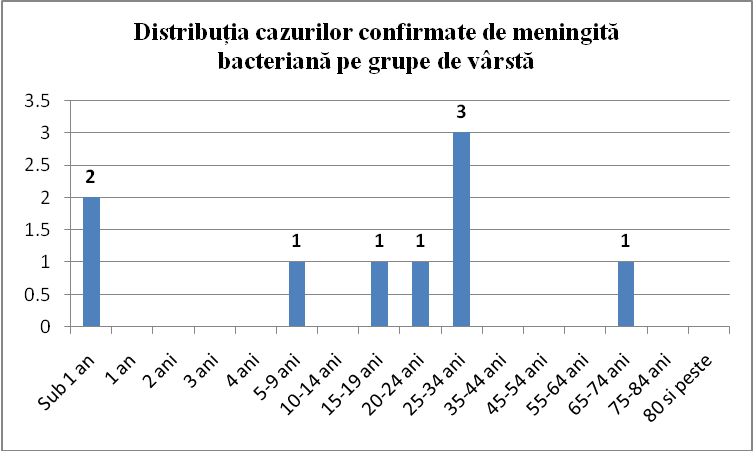 Distribuția cazurilor confirmate de meningită
bacteriană pe grupe de vârstă
3.5
3
2.5
2
1.5
1
0.5
0
2
1
1
1
3
1
Sub 1 an
1 an
2 ani
3 ani
4 ani
5-9 ani
10-14 ani
15-19 ani
20-24 ani
25-34 ani
35-44 ani
45-54 ani
55-64 ani
65-74 ani
75-84 ani
80 si peste